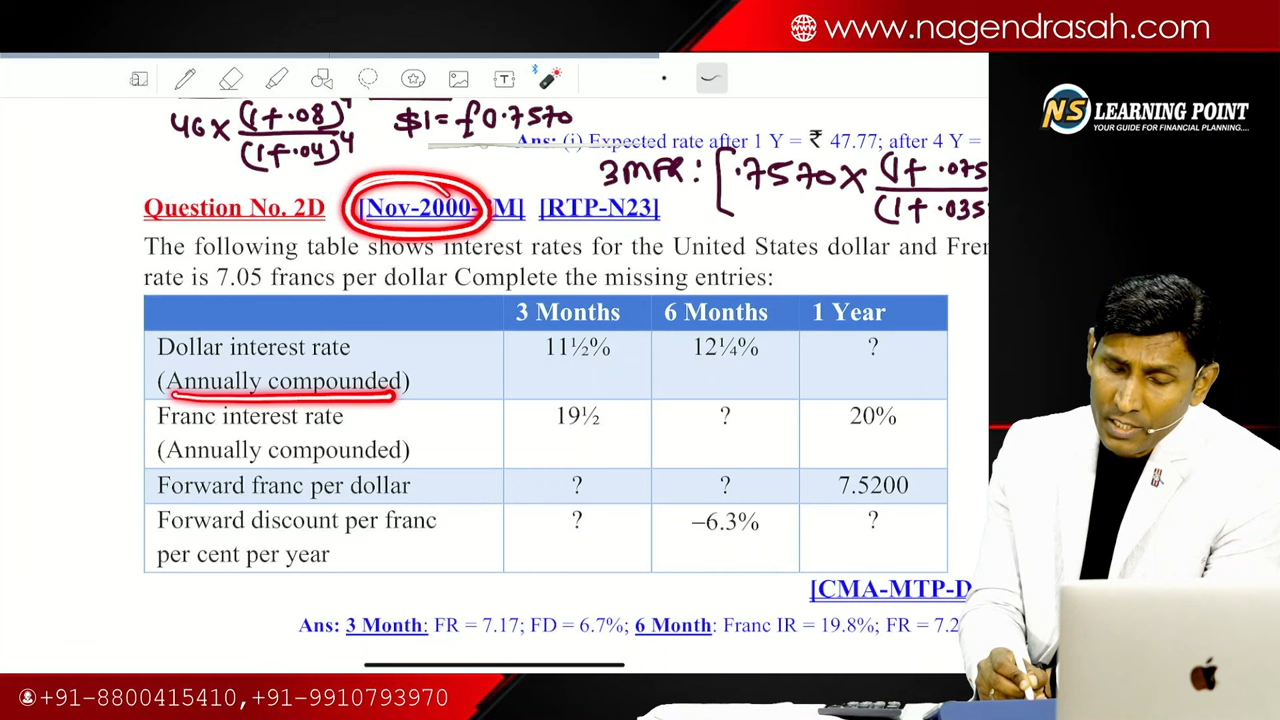 www.nagendrasah.com
NS LEARNING POINT
YOUR GUIDE FOR FINANCIAL PLANNING....
46 × (1+.08)^4 / (1+.04)^4
$1 = £0.7570
Ans: (i) Expected rate after 1 Y = ₹ 47.77; after 4 Y =
3MFR: [.7570 × (1+.075 / (1+.035
Question No. 2D [Nov-2000- M] [RTP-N23]
The following table shows interest rates for the United States dollar and Fren
rate is 7.05 francs per dollar Complete the missing entries:
3 Months 6 Months 1 Year
Dollar interest rate 11½% 12¼% ?
(Annually compounded)
Franc interest rate 19½ ? 20%
(Annually compounded)
Forward franc per dollar ? ? 7.5200
Forward discount per franc ? –6.3% ?
per cent per year
[CMA-MTP-D
Ans: 3 Month: FR = 7.17; FD = 6.7%; 6 Month: Franc IR = 19.8%; FR = 7.2
+91-8800415410,+91-9910793970